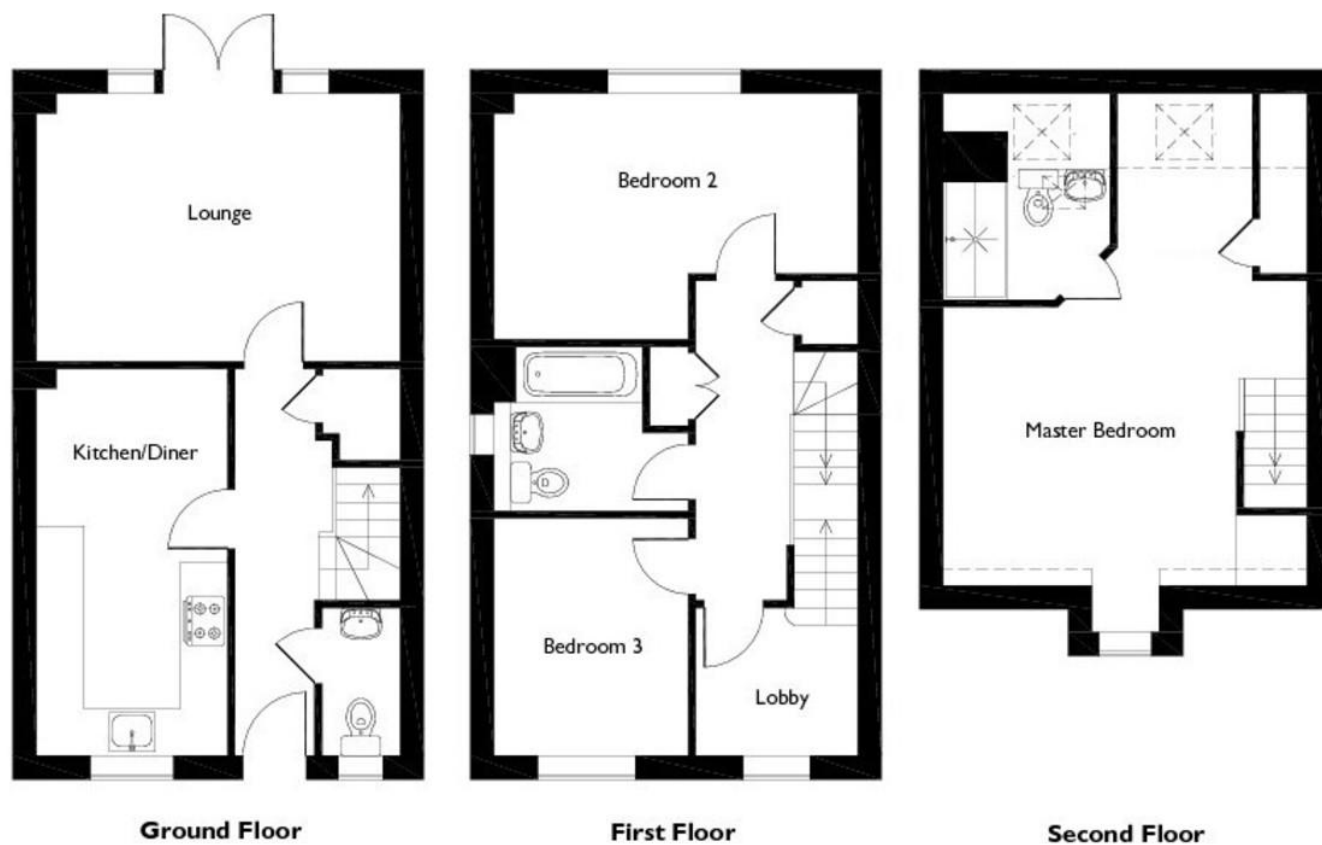 Lounge
Kitchen/Diner
Ground Floor
Bedroom 2
Bedroom 3
Lobby
First Floor
Master Bedroom
Second Floor